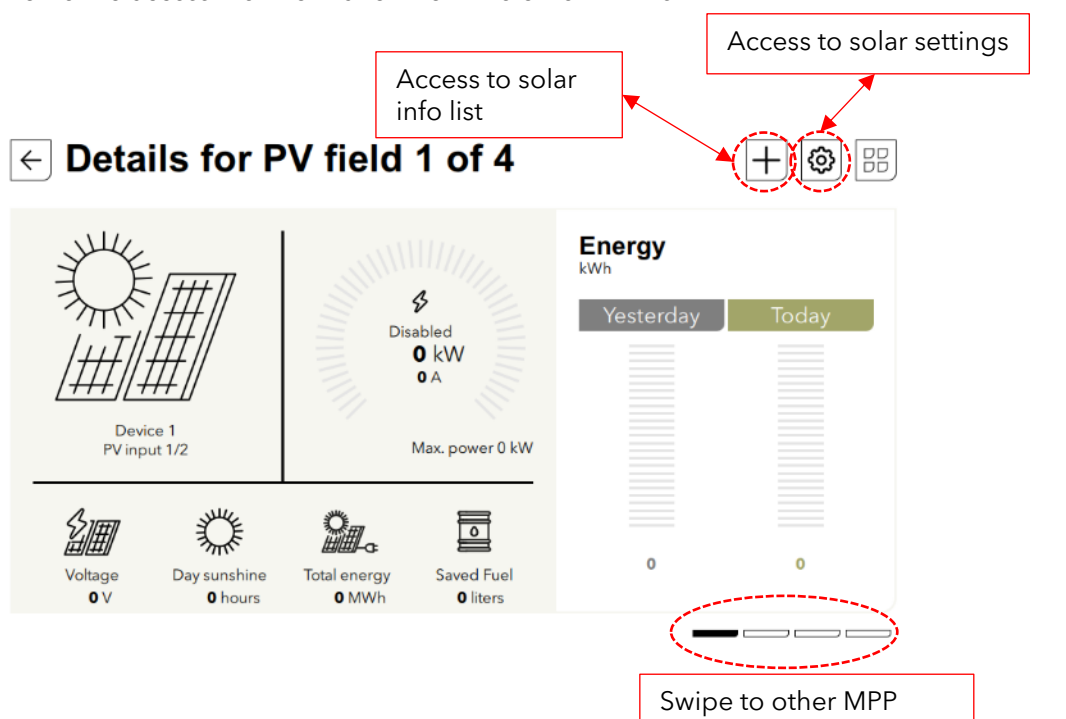 Access to solar settings
Access to solar
info list
Details for PV field 1 of 4
Energy
kWh
Yesterday
Today
Disabled
0 kW
0 A
Device 1
PV input 1/2
Max. power 0 kW
Voltage
0 V
Day sunshine
0 hours
Total energy
0 MWh
Saved Fuel
0 liters
0
0
Swipe to other MPP